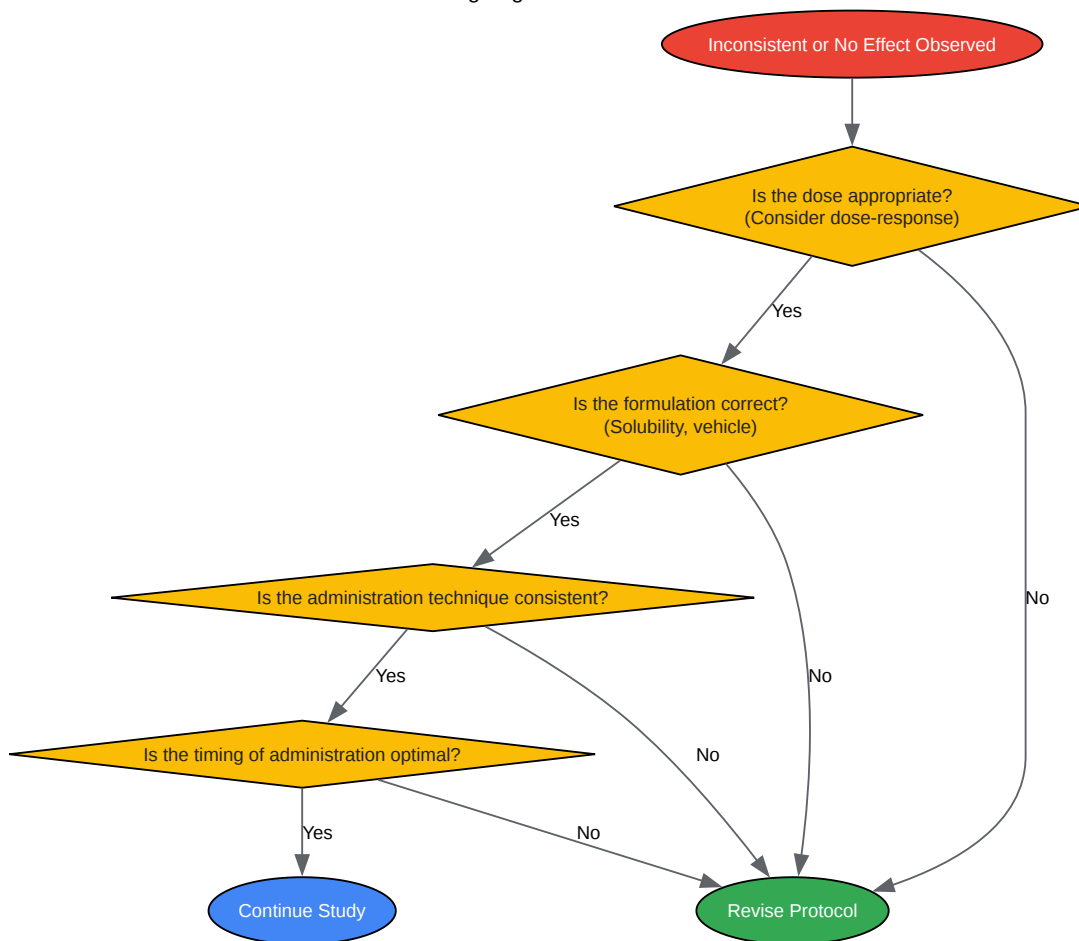 Inconsistent or No Effect Observed
Is the dose appropriate?
(Consider dose-response)
Yes
Is the formulation correct?
(Solubility, vehicle)
Yes
No
Is the administration technique consistent?
Yes
No
No
Is the timing of administration optimal?
Yes
No
Continue Study
Revise Protocol